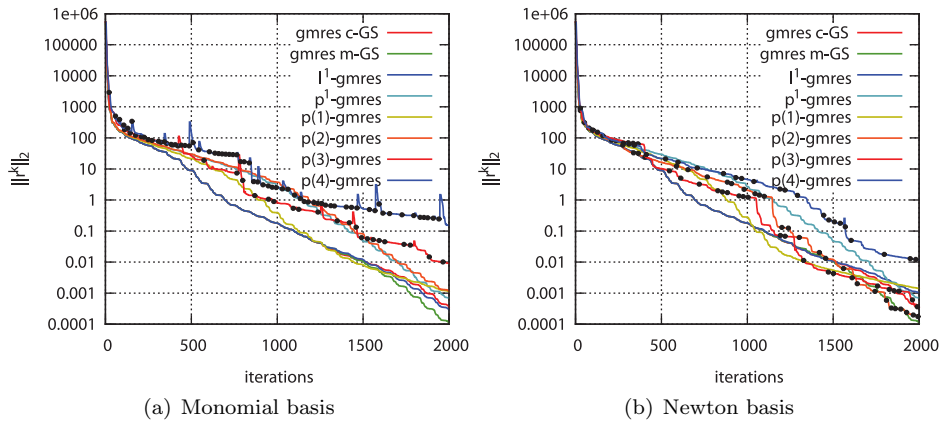 1e+06
100000
10000
1000
100
10
1
0.1
0.01
0.001
0.0001
||r^k||_2
gmres c-GS
gmres m-GS
l^1-gmres
p^1-gmres
p(1)-gmres
p(2)-gmres
p(3)-gmres
p(4)-gmres
0 500 1000 1500 2000
iterations
(a) Monomial basis
1e+06
100000
10000
1000
100
10
1
0.1
0.01
0.001
0.0001
||r^k||_2
gmres c-GS
gmres m-GS
l^1-gmres
p^1-gmres
p(1)-gmres
p(2)-gmres
p(3)-gmres
p(4)-gmres
0 500 1000 1500 2000
iterations
(b) Newton basis